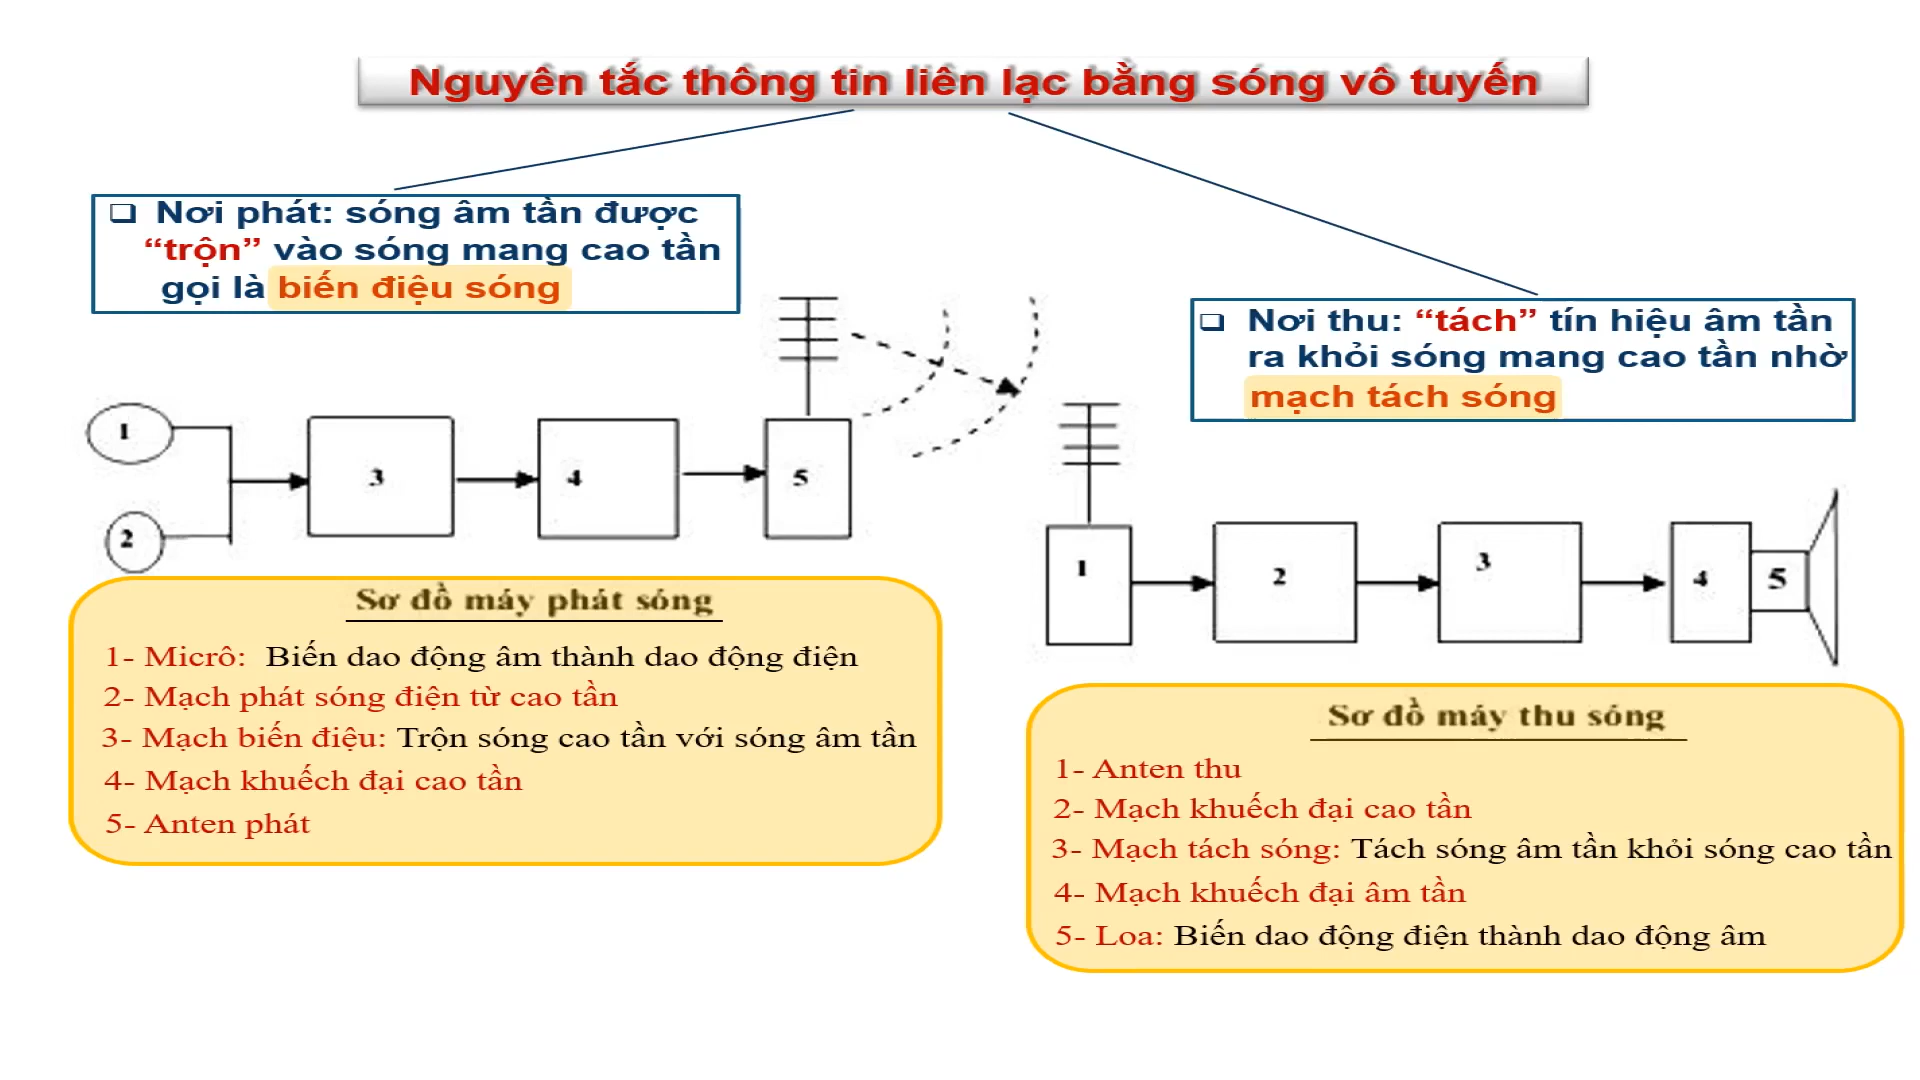 Nguyên tắc thông tin liên lạc bằng sóng vô tuyến
❑ Nơi phát: sóng âm tần được
“trộn” vào sóng mang cao tần
gọi là biến điệu sóng
❑ Nơi thu: “tách” tín hiệu âm tần
ra khỏi sóng mang cao tần nhờ
mạch tách sóng
1
2
3
4
5
1
2
3
4
5
Sơ đồ máy phát sóng
1- Micrô: Biến dao động âm thành dao động điện
2- Mạch phát sóng điện từ cao tần
3- Mạch biến điệu: Trộn sóng cao tần với sóng âm tần
4- Mạch khuếch đại cao tần
5- Anten phát
Sơ đồ máy thu sóng
1- Anten thu
2- Mạch khuếch đại cao tần
3- Mạch tách sóng: Tách sóng âm tần khỏi sóng cao tần
4- Mạch khuếch đại âm tần
5- Loa: Biến dao động điện thành dao động âm